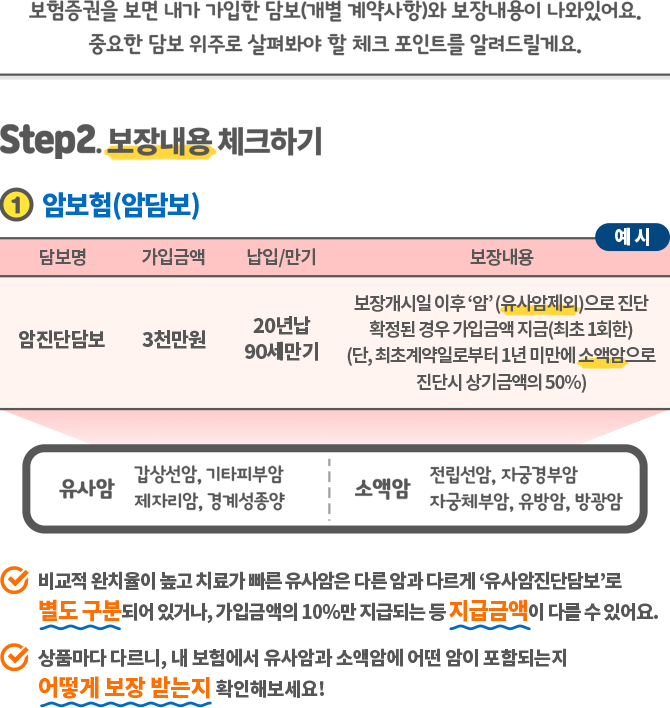 보험증권을 보면 내가 가입한 담보(개별 계약사항)와 보장내용이 나와있어요.
중요한 담보 위주로 살펴봐야 할 체크 포인트를 알려드릴게요.
Step2. 보장내용 체크하기
1 암보험(암담보)
예시
담보명 가입금액 납입/만기 보장내용
암진단담보
3천만원
20년납
90세만기
보장개시일 이후 ‘암’ (유사암제외)으로 진단
확정된 경우 가입금액 지금(최초 1회한)
(단, 최초계약일로부터 1년 미만에 소액암으로
진단시 상기금액의 50%)
유사암
갑상선암, 기타피부암
제자리암, 경계성종양
소액암
전립선암, 자궁경부암
자궁체부암, 유방암, 방광암
비교적 완치율이 높고 치료가 빠른 유사암은 다른 암과 다르게 ‘유사암진단담보’로
별도 구분되어 있거나, 가입금액의 10%만 지급되는 등 지급금액이 다를 수 있어요.
상품마다 다르니, 내 보험에서 유사암과 소액암에 어떤 암이 포함되는지
어떻게 보장 받는지 확인해보세요!